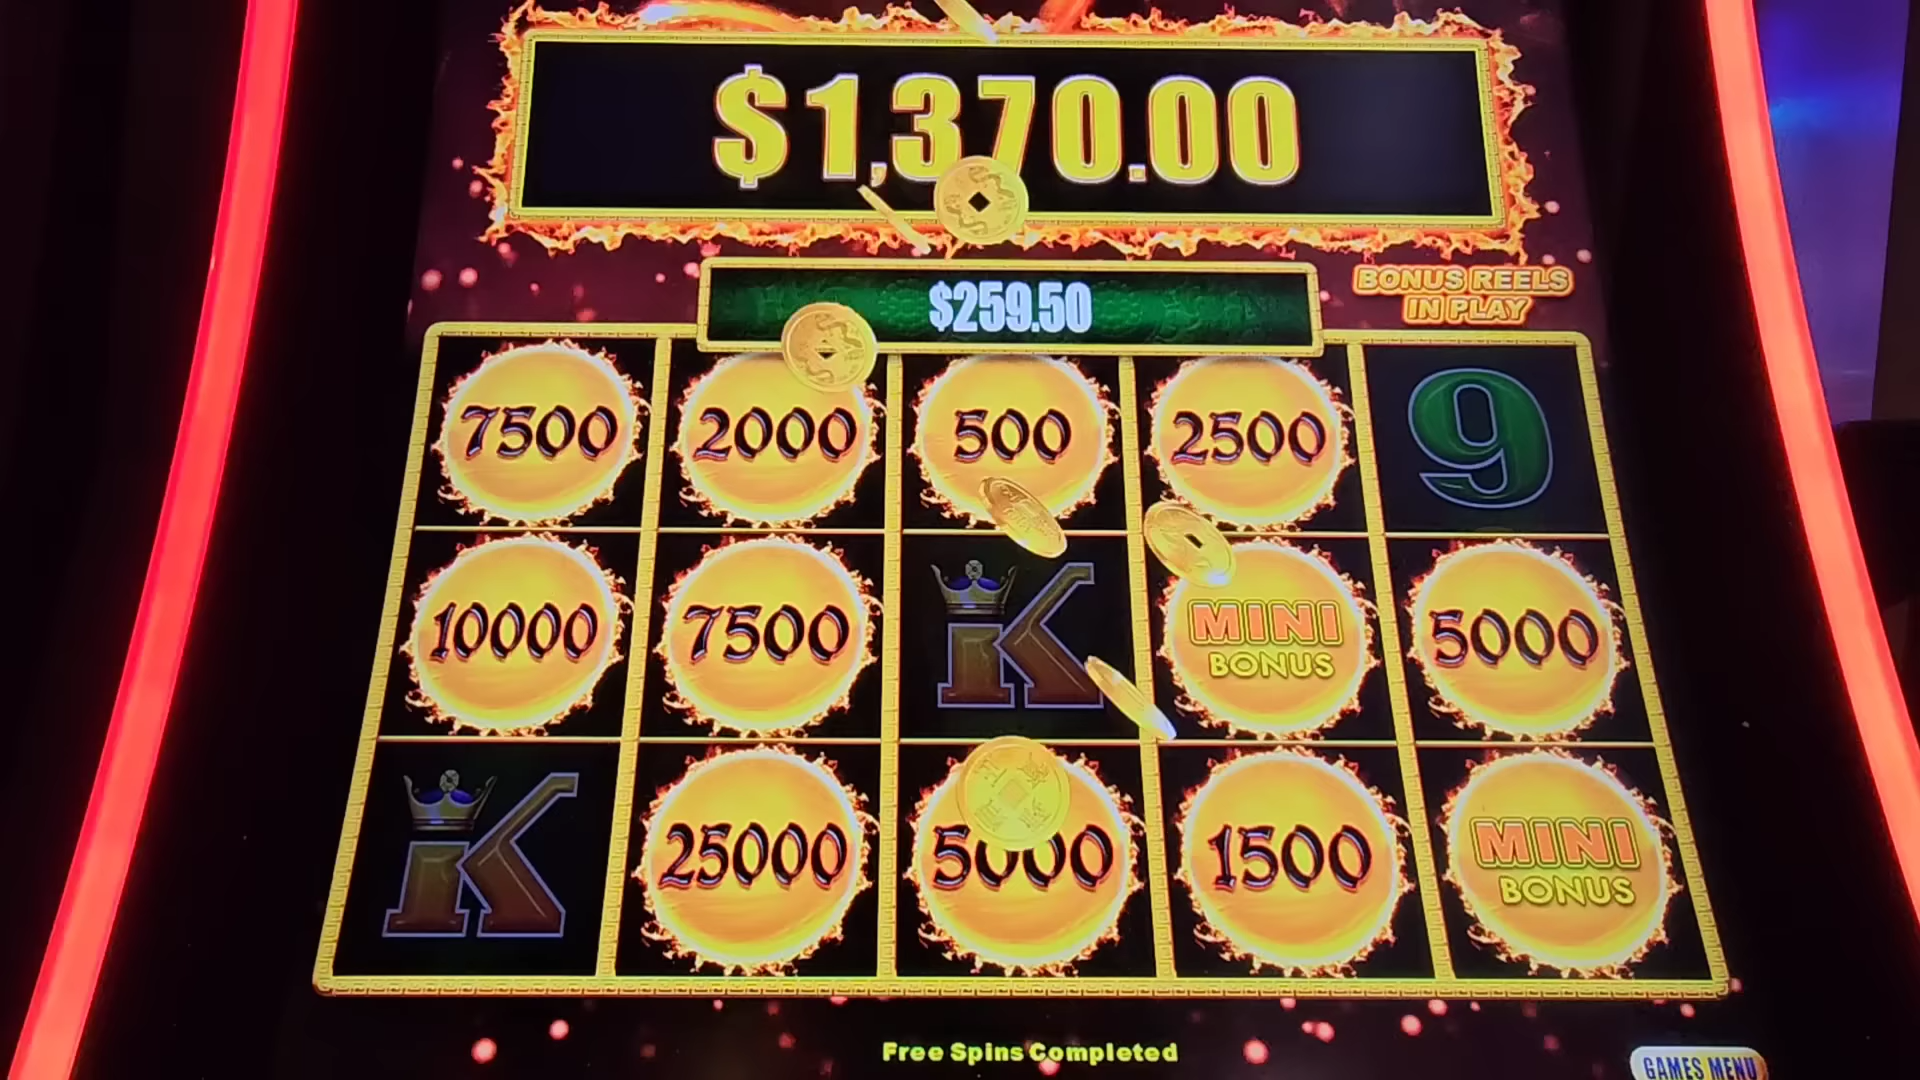 $1,370.00
$259.50
BONUS REELS
IN PLAY
7500 2000 500 2500 9
10000 7500 K MINI BONUS 5000
K 25000 5000 1500 MINI BONUS
Free Spins Completed
GAMES MENU